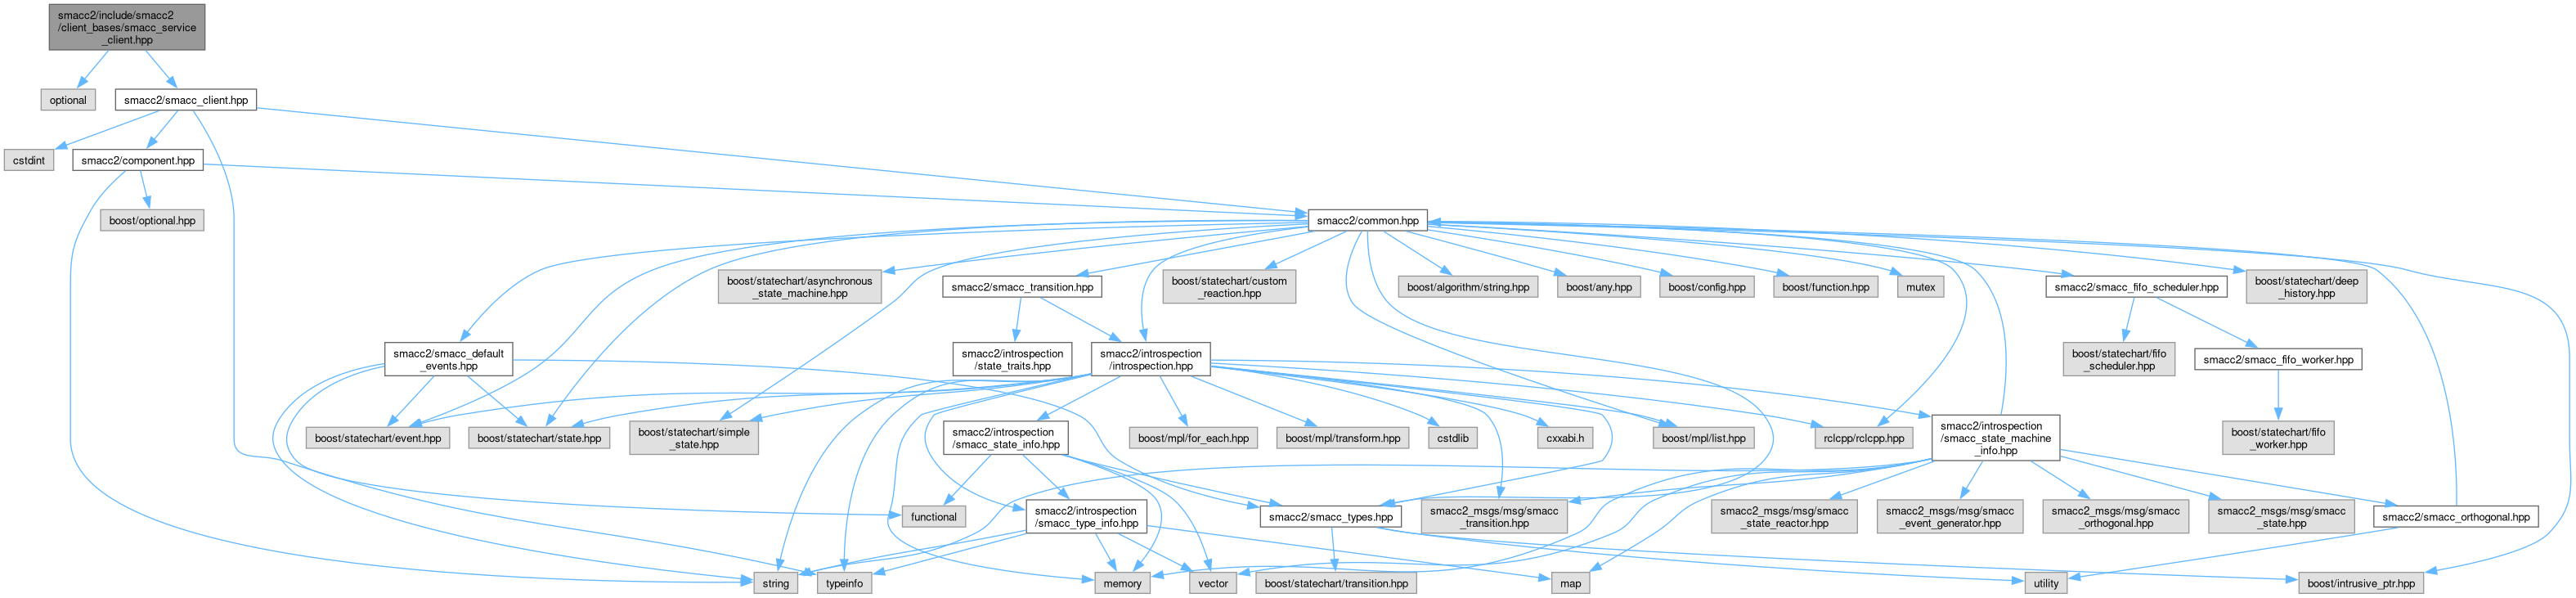 smacc2/include/smacc2
/client_bases/smacc_service
_client.hpp
optional
smacc2/smacc_client.hpp
cstdint
smacc2/component.hpp
boost/optional.hpp
smacc2/common.hpp
boost/statechart/asynchronous
_state_machine.hpp
smacc2/smacc_transition.hpp
boost/statechart/custom
_reaction.hpp
boost/algorithm/string.hpp
boost/any.hpp
boost/config.hpp
boost/function.hpp
mutex
smacc2/smacc_fifo_scheduler.hpp
boost/statechart/deep
_history.hpp
smacc2/smacc_default
_events.hpp
smacc2/introspection
/state_traits.hpp
smacc2/introspection
/introspection.hpp
boost/statechart/fifo
_scheduler.hpp
smacc2/smacc_fifo_worker.hpp
boost/statechart/event.hpp
boost/statechart/state.hpp
boost/statechart/simple
_state.hpp
smacc2/introspection
/smacc_state_info.hpp
boost/mpl/for_each.hpp
boost/mpl/transform.hpp
cstdlib
cxxabi.h
boost/mpl/list.hpp
rclcpp/rclcpp.hpp
smacc2/introspection
/smacc_state_machine
_info.hpp
boost/statechart/fifo
_worker.hpp
functional
smacc2/introspection
/smacc_type_info.hpp
smacc2/smacc_types.hpp
smacc2_msgs/msg/smacc
_transition.hpp
smacc2_msgs/msg/smacc
_state_reactor.hpp
smacc2_msgs/msg/smacc
_event_generator.hpp
smacc2_msgs/msg/smacc
_orthogonal.hpp
smacc2_msgs/msg/smacc
_state.hpp
smacc2/smacc_orthogonal.hpp
string
typeinfo
memory
vector
boost/statechart/transition.hpp
map
utility
boost/intrusive_ptr.hpp